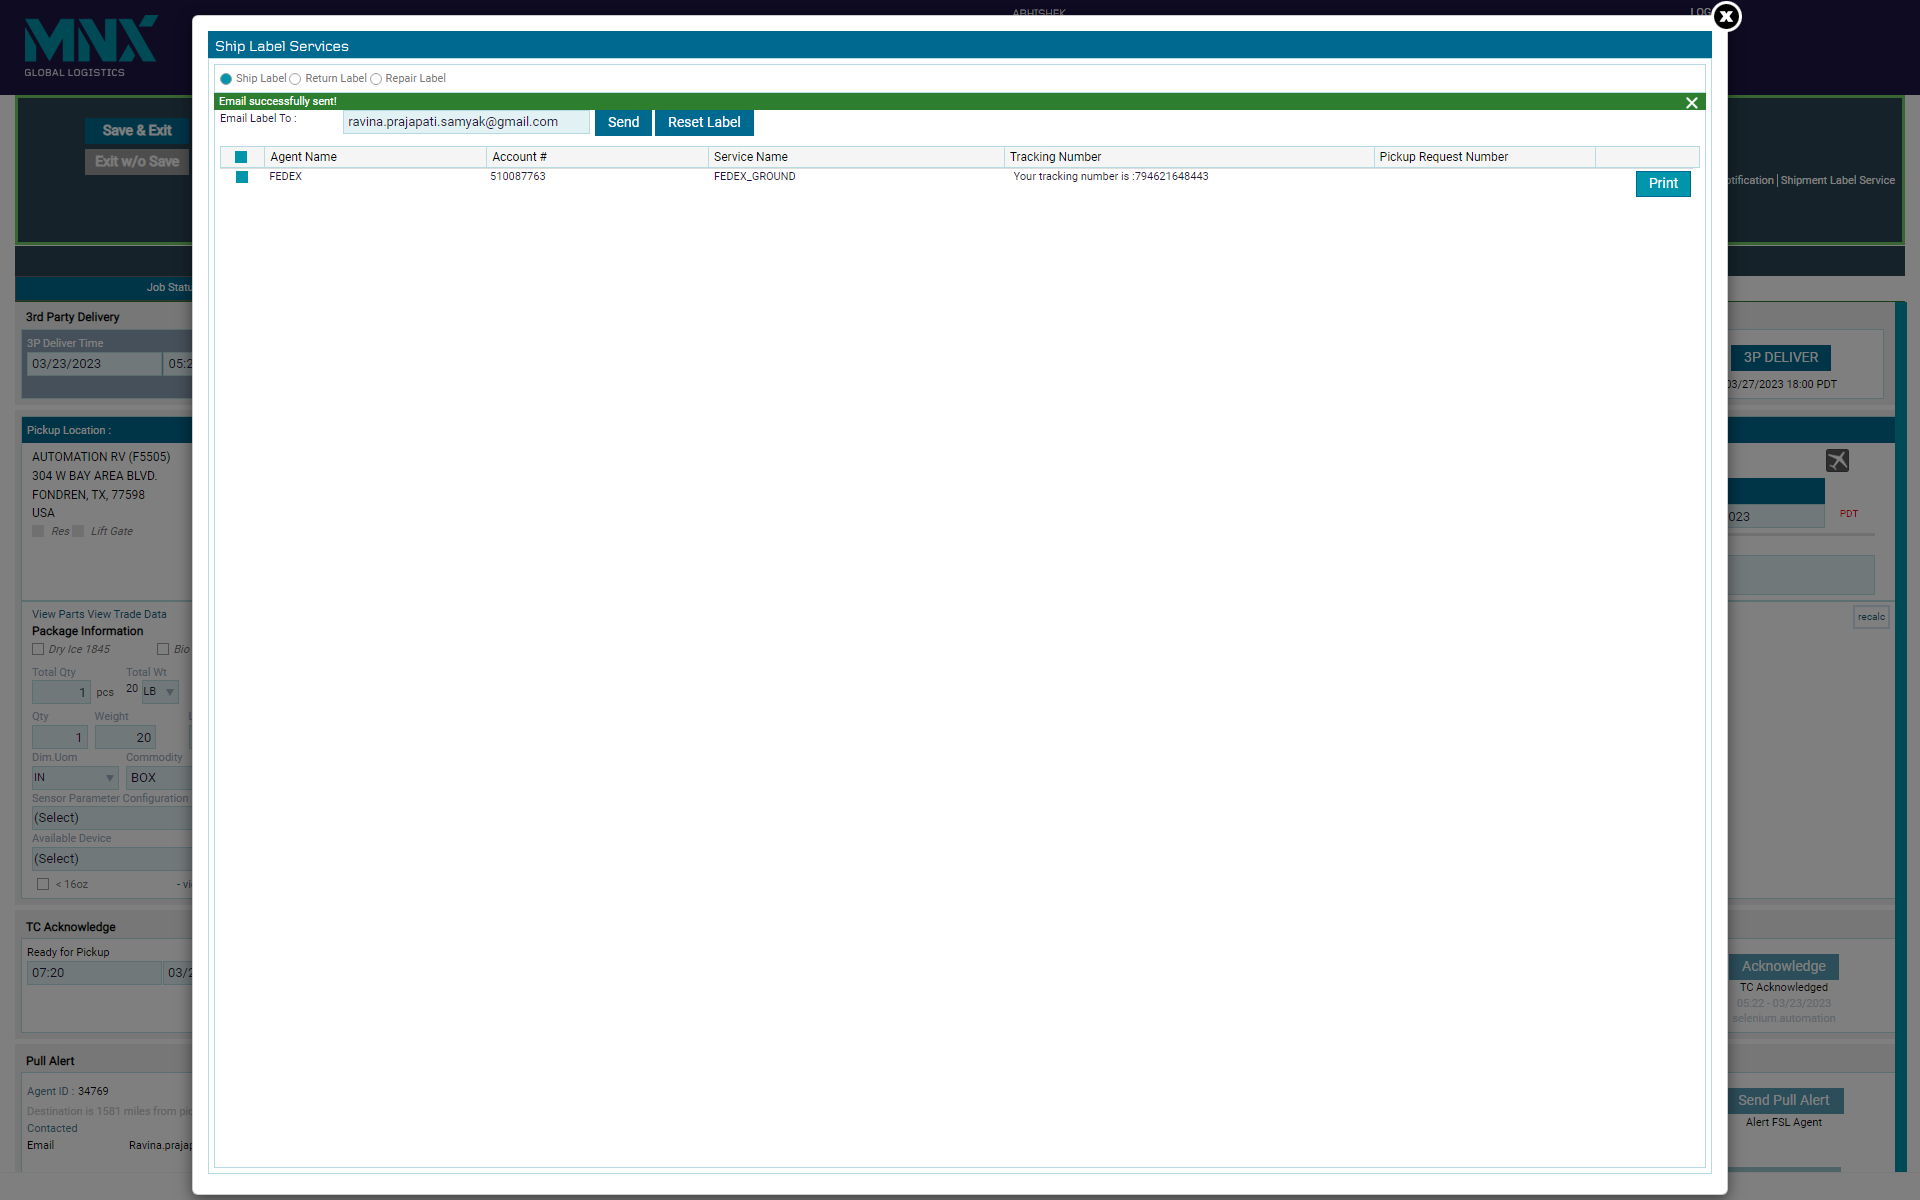 MNX
GLOBAL LOGISTICS
ABHISHEK
LOG
Ship Label Services
Ship Label Return Label Repair Label
Email successfully sent!
Email Label To : ravina.prajapati.samyak@gmail.com Send Reset Label
Agent Name Account # Service Name Tracking Number Pickup Request Number
FEDEX 510087763 FEDEX_GROUND Your tracking number is :794621648443 Print
Save & Exit
Exit w/o Save
otification | Shipment Label Service
Job Statu
3rd Party Delivery
3P Deliver Time
03/23/2023 05:2
3P DELIVER
03/27/2023 18:00 PDT
Pickup Location :
AUTOMATION RV (F5505)
304 W BAY AREA BLVD.
FONDREN, TX, 77598
USA
Res Lift Gate
023 PDT
View Parts View Trade Data
recalc
Package Information
Dry Ice 1845 Bio
Total Qty Total Wt
1 pcs 20 LB
Qty Weight L
1 20
Dim.Uom Commodity
IN BOX
Sensor Parameter Configuration
(Select)
Available Device
(Select)
< 16oz - vi
TC Acknowledge
Ready for Pickup
07:20 03/2
Acknowledge
TC Acknowledged
05:22 - 03/23/2023
selenium.automation
Pull Alert
Agent ID : 34769
Destination is 1581 miles from pic
Contacted
Email Ravina.prajap
Send Pull Alert
Alert FSL Agent